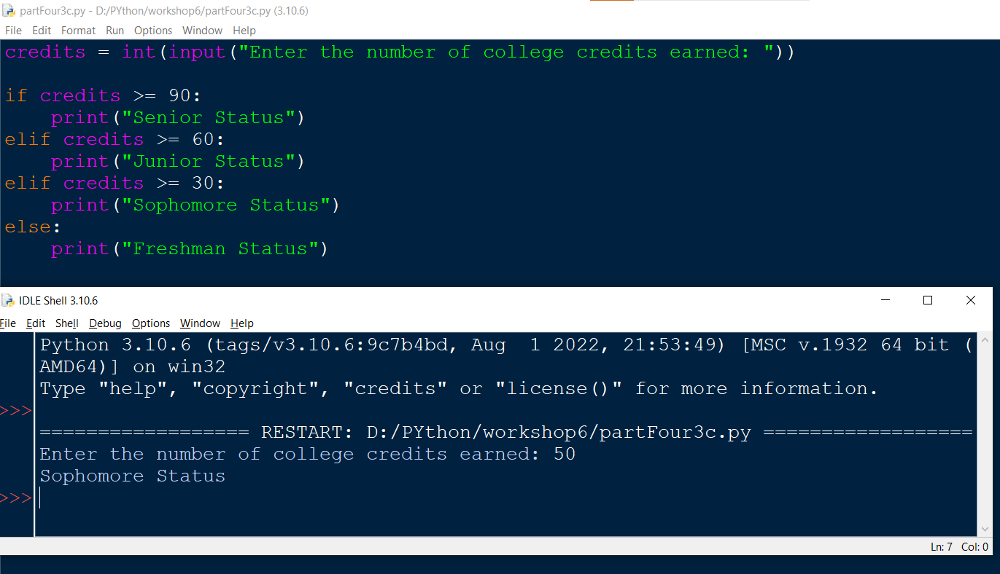 partFour3c.py - D:/PYthon/workshop6/partFour3c.py (3.10.6)
File Edit Format Run Options Window Help
credits = int(input("Enter the number of college credits earned: "))
if credits >= 90:
    print("Senior Status")
elif credits >= 60:
    print("Junior Status")
elif credits >= 30:
    print("Sophomore Status")
else:
    print("Freshman Status")
IDLE Shell 3.10.6
File Edit Shell Debug Options Window Help
Python 3.10.6 (tags/v3.10.6:9c7b4bd, Aug  1 2022, 21:53:49) [MSC v.1932 64 bit (
AMD64)] on win32
Type "help", "copyright", "credits" or "license()" for more information.
>>>
================== RESTART: D:/PYthon/workshop6/partFour3c.py ==================
Enter the number of college credits earned: 50
Sophomore Status
>>>
Ln: 7 Col: 0